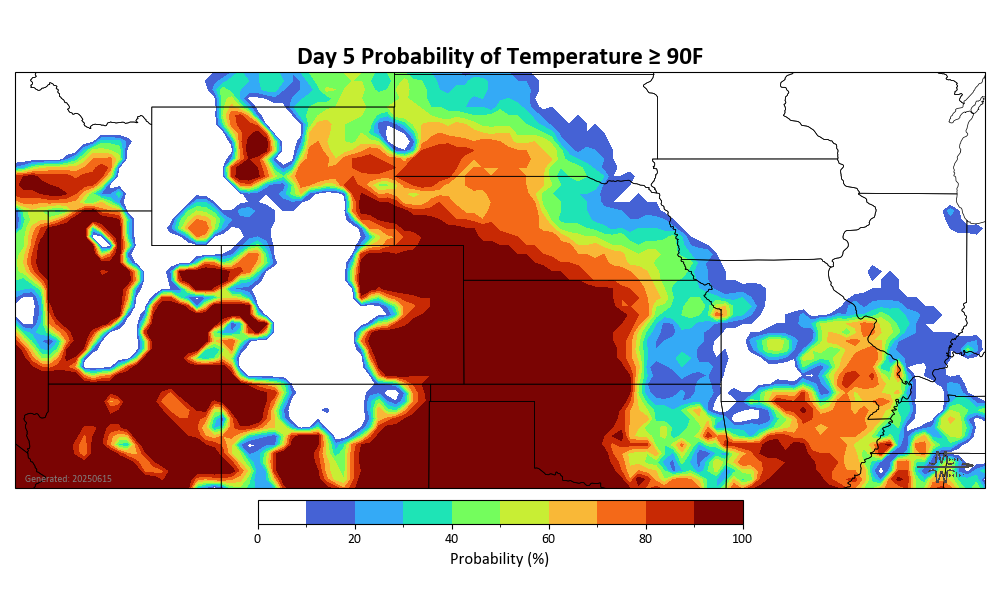 Day 5 Probability of Temperature ≥ 90F
Generated: 20250615
0 20 40 60 80 100
Probability (%)